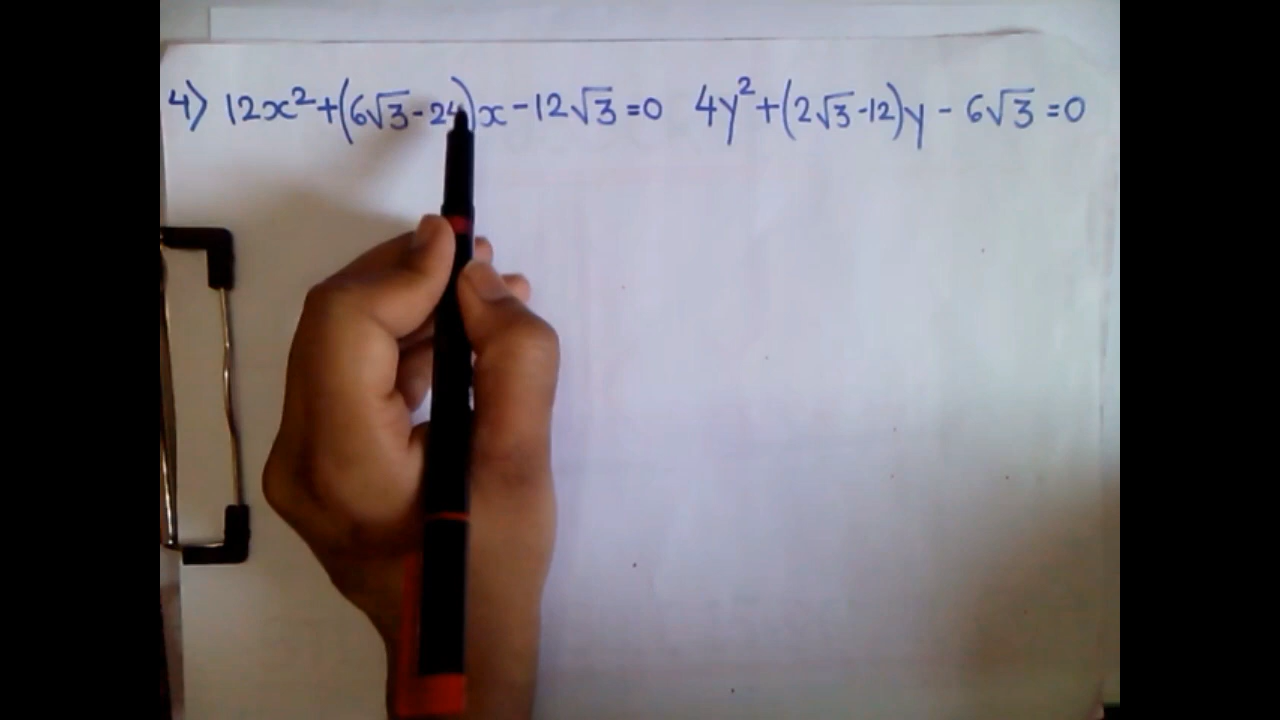 4) 12x² + (6√3 - 24)x - 12√3 = 0 4y² + (2√3 - 12)y - 6√3 = 0